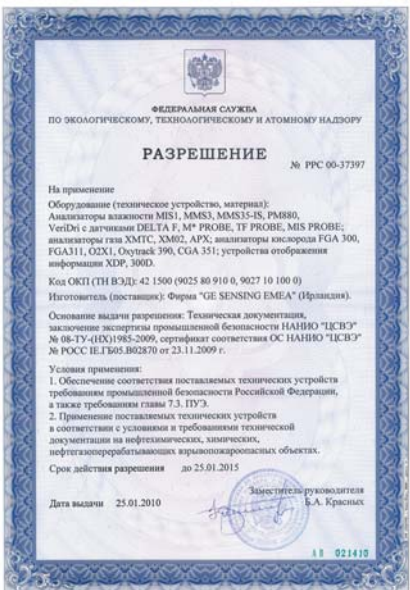 ФЕДЕРАЛЬНАЯ СЛУЖБА
ПО ЭКОЛОГИЧЕСКОМУ, ТЕХНОЛОГИЧЕСКОМУ И АТОМНОМУ НАДЗОРУ
РАЗРЕШЕНИЕ
№ РРС 00-37397
На применение
Оборудование (техническое устройство, материал):
Анализаторы влажности MIS1, MMS3, MMS35-IS, PM880,
VeriDri с датчиками DELTA F, M* PROBE, TF PROBE, MIS PROBE;
анализаторы газа XMTC, XM02, APX; анализаторы кислорода FGA 300,
FGA311, O2X1, Oxytrack 390, CGA 351; устройства отображения
информации XDP, 300D.
Код ОКП (ТН ВЭД): 42 1500 (9025 80 910 0, 9027 10 100 0)
Изготовитель (поставщик): Фирма "GE SENSING EMEA" (Ирландия).
Основание выдачи разрешения: Техническая документация,
заключение экспертизы промышленной безопасности НАНИО "ЦСВЭ"
№ 08-ТУ-(НХ)1985-2009, сертификат соответствия ОС НАНИО "ЦСВЭ"
№ РОСС IE.ГБ05.В02870 от 23.11.2009 г.
Условия применения:
1. Обеспечение соответствия поставляемых технических устройств
требованиям промышленной безопасности Российской Федерации,
а также требованиям главы 7.3. ПУЭ.
2. Применение поставляемых технических устройств
в соответствии с условиями и требованиями технической
документации на нефтехимических, химических,
нефтегазоперерабатывающих взрывопожароопасных объектах.
Срок действия разрешения до 25.01.2015
Заместитель руководителя
Дата выдачи 25.01.2010 Б.А. Красных
АВ 021410